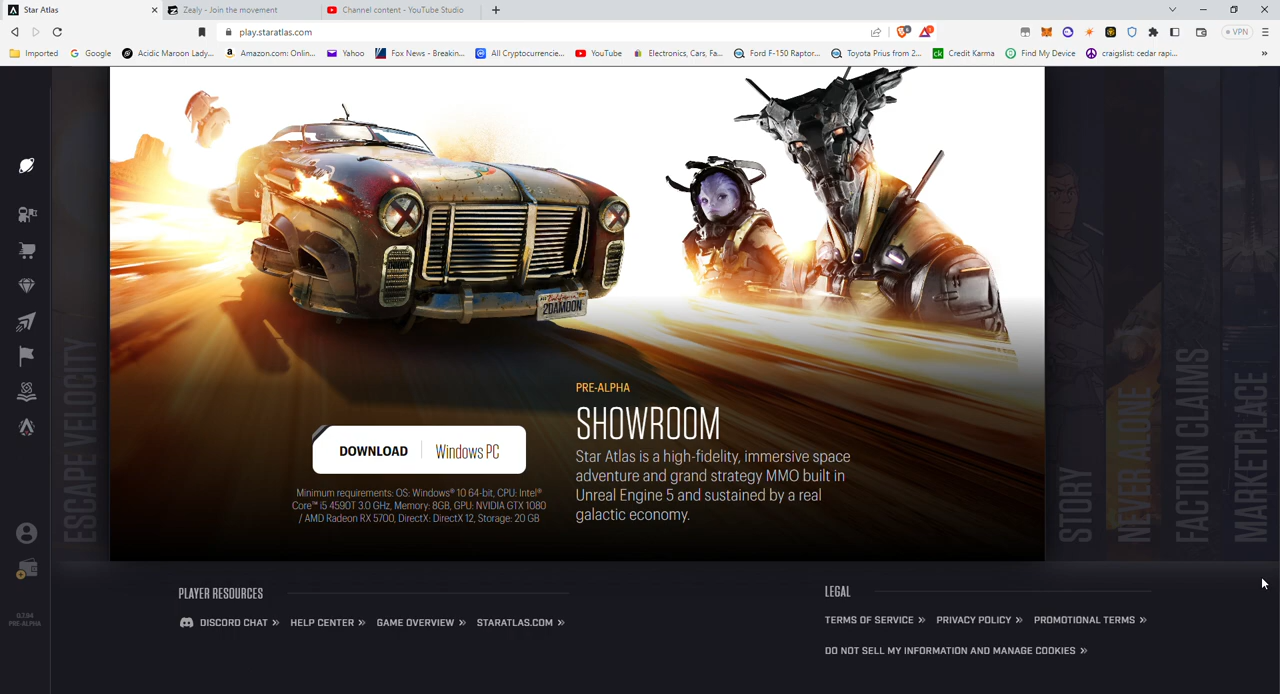 Star Atlas
Zealy - Join the movement
Channel content - YouTube Studio
play.staratlas.com
VPN
Imported
Google
Acidic Maroon Lady...
Amazon.com: Onlin...
Yahoo
Fox News - Breakin...
All Cryptocurrencie...
YouTube
Electronics, Cars, Fa...
Ford F-150 Raptor...
Toyota Prius from 2...
ck Credit Karma
Find My Device
craigslist: cedar rapi...
California
2DAMOON
ESCAPE VELOCITY
PRE-ALPHA
SHOWROOM
Star Atlas is a high-fidelity, immersive space
adventure and grand strategy MMO built in
Unreal Engine 5 and sustained by a real
galactic economy.
DOWNLOAD
Windows PC
Minimum requirements: OS: Windows® 10 64-bit, CPU: Intel®
Core™ i5 4590T 3.0 GHz, Memory: 8GB, GPU: NVIDIA GTX 1080
/ AMD Radeon RX 5700, DirectX: DirectX 12, Storage: 20 GB
STORY
NEVER ALONE
FACTION CLAIMS
MARKETPLACE
0.7.94
PRE-ALPHA
PLAYER RESOURCES
DISCORD CHAT »
HELP CENTER »
GAME OVERVIEW »
STARATLAS.COM »
LEGAL
TERMS OF SERVICE »
PRIVACY POLICY »
PROMOTIONAL TERMS »
DO NOT SELL MY INFORMATION AND MANAGE COOKIES »